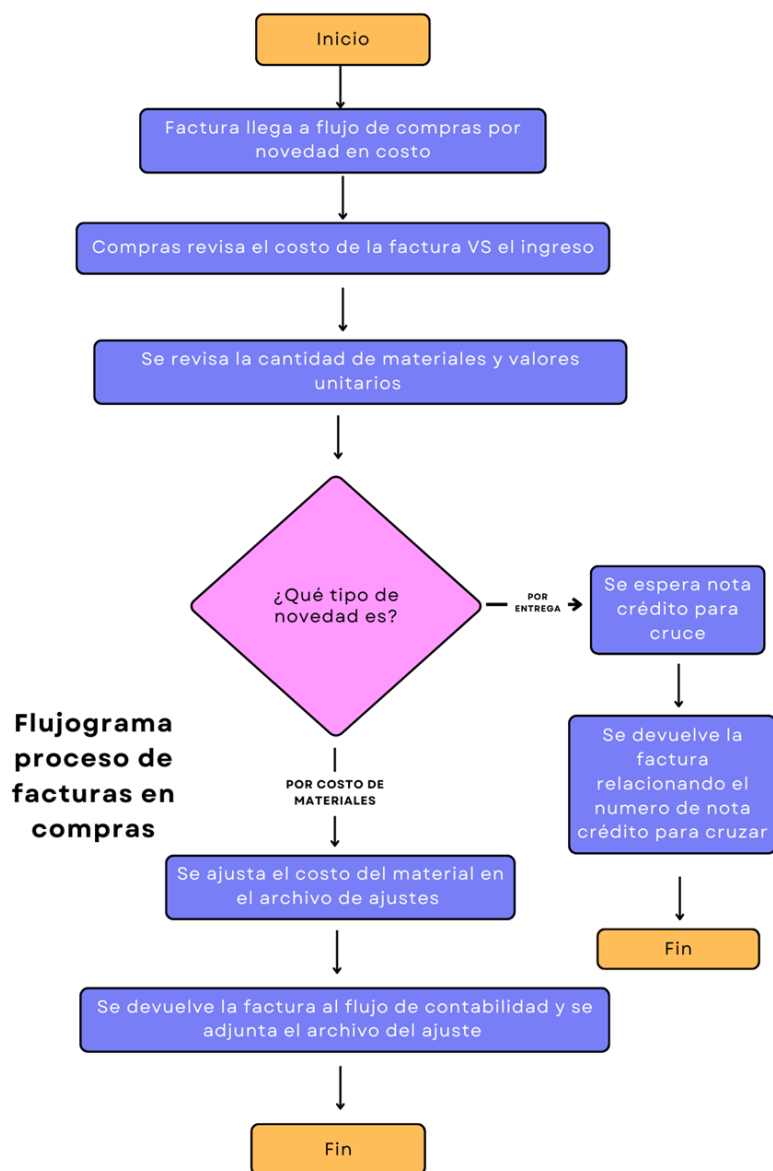 Inicio
Factura llega a flujo de compras por
novedad en costo
Compras revisa el costo de la factura VS el ingreso
Se revisa la cantidad de materiales y valores
unitarios
¿Qué tipo de
novedad es?
POR
ENTREGA
Se espera nota
crédito para
cruce
Se devuelve la
factura
relacionando el
numero de nota
crédito para cruzar
Fin
Flujograma
proceso de
facturas en
compras
POR COSTO DE
MATERIALES
Se ajusta el costo del material en
el archivo de ajustes
Se devuelve la factura al flujo de contabilidad y se
adjunta el archivo del ajuste
Fin